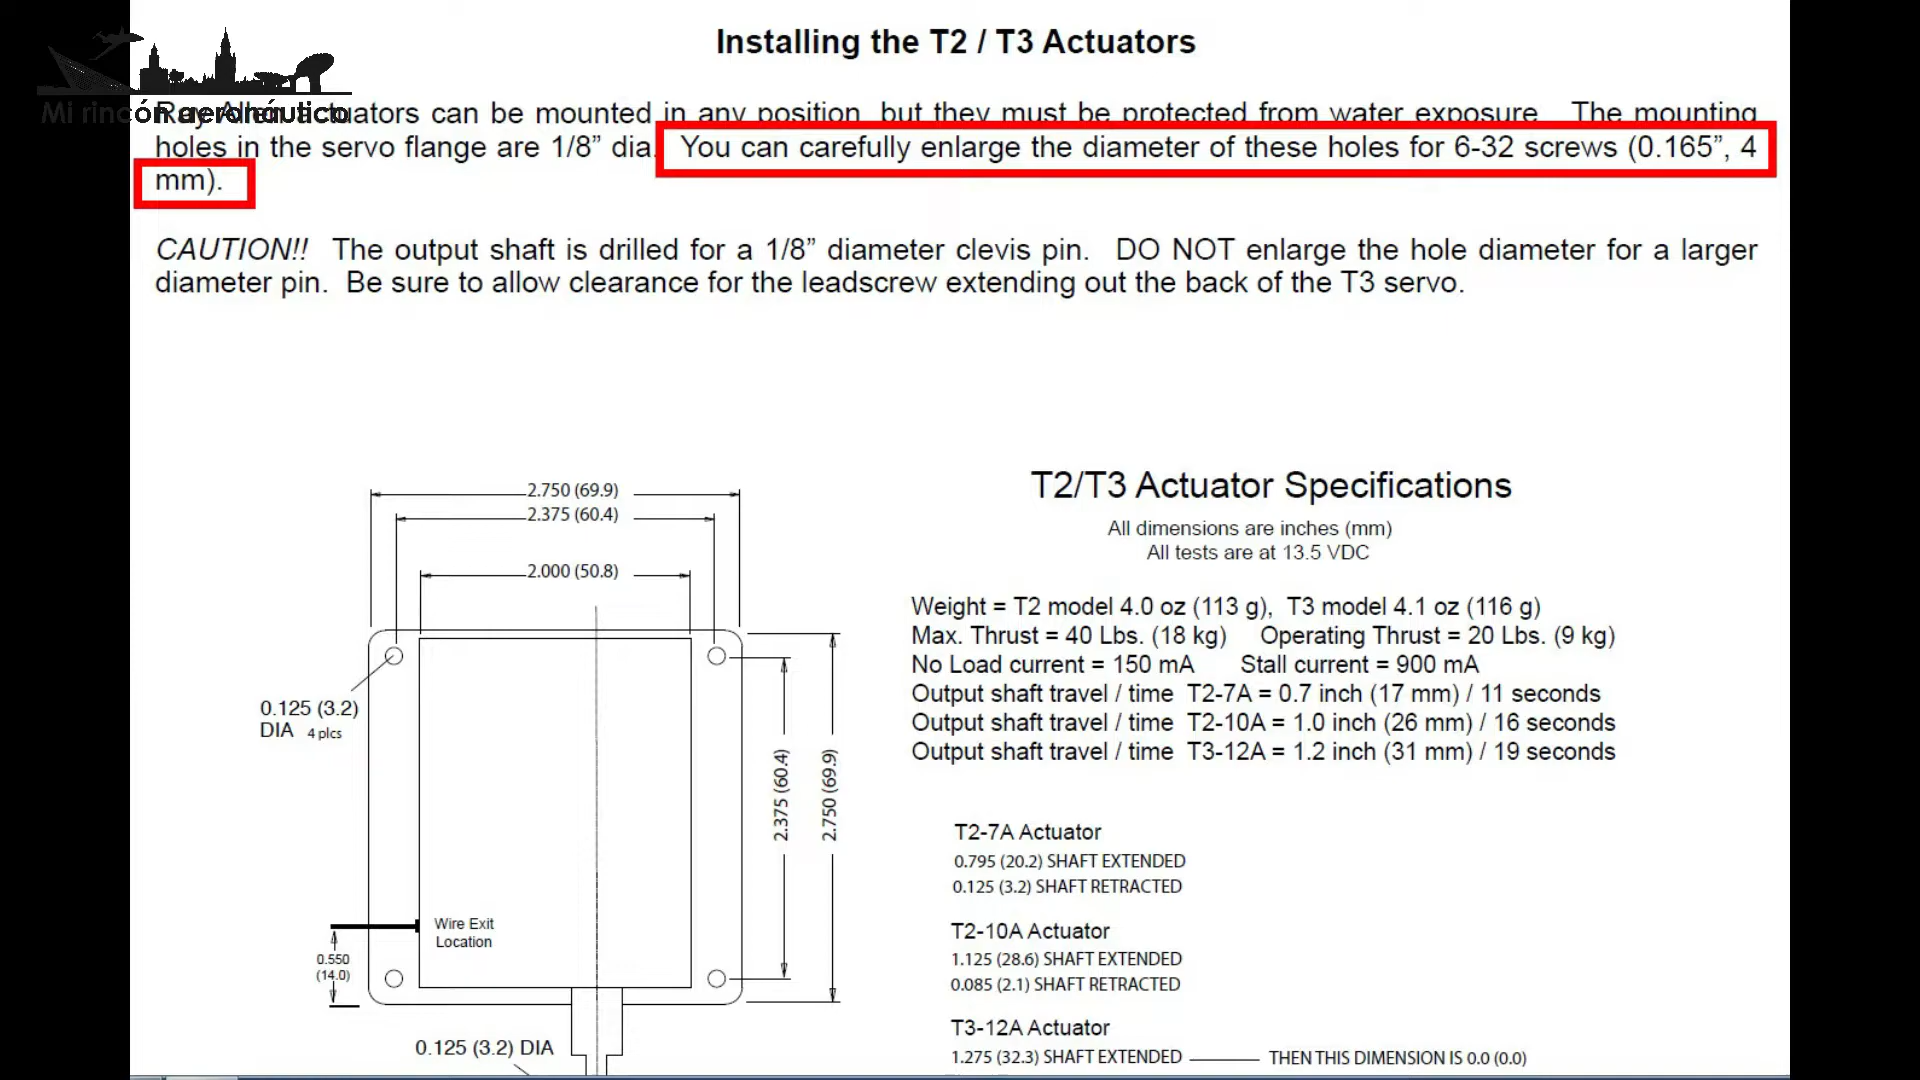 Installing the T2 / T3 Actuators
Mi rincón aeronáutico
Ray Allen actuators can be mounted in any position, but they must be protected from water exposure. The mounting
holes in the servo flange are 1/8” dia. You can carefully enlarge the diameter of these holes for 6-32 screws (0.165”, 4
mm).
CAUTION!! The output shaft is drilled for a 1/8” diameter clevis pin. DO NOT enlarge the hole diameter for a larger
diameter pin. Be sure to allow clearance for the leadscrew extending out the back of the T3 servo.
2.750 (69.9)
2.375 (60.4)
2.000 (50.8)
0.125 (3.2)
DIA 4 plcs
2.375 (60.4)
2.750 (69.9)
Wire Exit
Location
0.550
(14.0)
0.125 (3.2) DIA
T2/T3 Actuator Specifications
All dimensions are inches (mm)
All tests are at 13.5 VDC
Weight = T2 model 4.0 oz (113 g), T3 model 4.1 oz (116 g)
Max. Thrust = 40 Lbs. (18 kg) Operating Thrust = 20 Lbs. (9 kg)
No Load current = 150 mA Stall current = 900 mA
Output shaft travel / time T2-7A = 0.7 inch (17 mm) / 11 seconds
Output shaft travel / time T2-10A = 1.0 inch (26 mm) / 16 seconds
Output shaft travel / time T3-12A = 1.2 inch (31 mm) / 19 seconds
T2-7A Actuator
0.795 (20.2) SHAFT EXTENDED
0.125 (3.2) SHAFT RETRACTED
T2-10A Actuator
1.125 (28.6) SHAFT EXTENDED
0.085 (2.1) SHAFT RETRACTED
T3-12A Actuator
1.275 (32.3) SHAFT EXTENDED THEN THIS DIMENSION IS 0.0 (0.0)